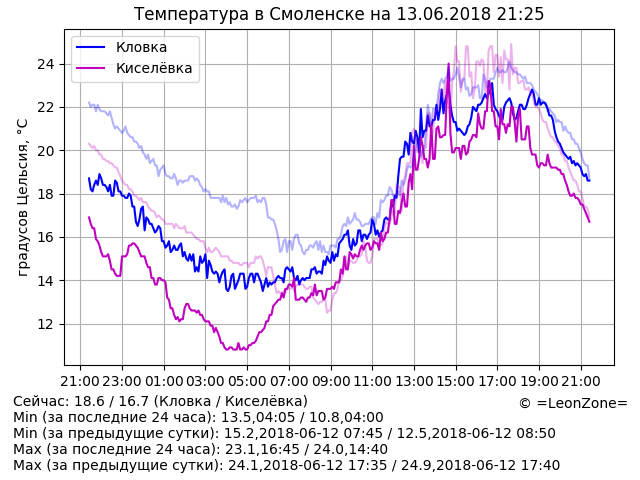 Температура в Смоленске на 13.06.2018 21:25
Кловка
Киселёвка
градусов Цельсия, °C
24
22
20
18
16
14
12
21:00 23:00 01:00 03:00 05:00 07:00 09:00 11:00 13:00 15:00 17:00 19:00 21:00
Сейчас: 18.6 / 16.7 (Кловка / Киселёвка)
© =LeonZone=
Min (за последние 24 часа): 13.5,04:05 / 10.8,04:00
Min (за предыдущие сутки): 15.2,2018-06-12 07:45 / 12.5,2018-06-12 08:50
Max (за последние 24 часа): 23.1,16:45 / 24.0,14:40
Max (за предыдущие сутки): 24.1,2018-06-12 17:35 / 24.9,2018-06-12 17:40